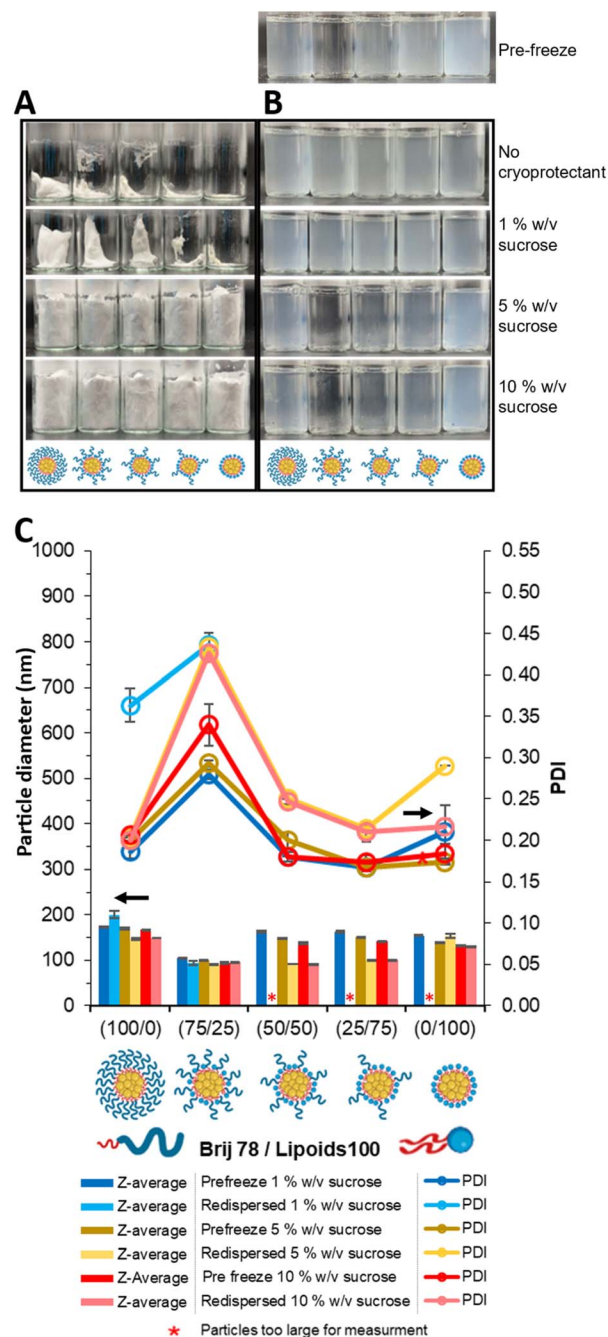 Pre-freeze
A
B
No
cryoprotectant
1 % w/v
sucrose
5 % w/v
sucrose
10 % w/v
sucrose
C
1000
900
800
700
600
500
400
300
200
100
0
Particle diameter (nm)
0.55
0.50
0.45
0.40
0.35
0.30
0.25
0.20
0.15
0.10
0.05
0.00
PDI
* * * *
(100/0) (75/25) (50/50) (25/75) (0/100)
Brij 78 / Lipoids100
Z-average Prefreeze 1 % w/v sucrose PDI
Z-average Redispersed 1 % w/v sucrose PDI
Z-average Prefreeze 5 % w/v sucrose PDI
Z-average Redispersed 5 % w/v sucrose PDI
Z-Average Pre freeze 10 % w/v sucrose PDI
Z-average Redispersed 10 % w/v sucrose PDI
* Particles too large for measurment